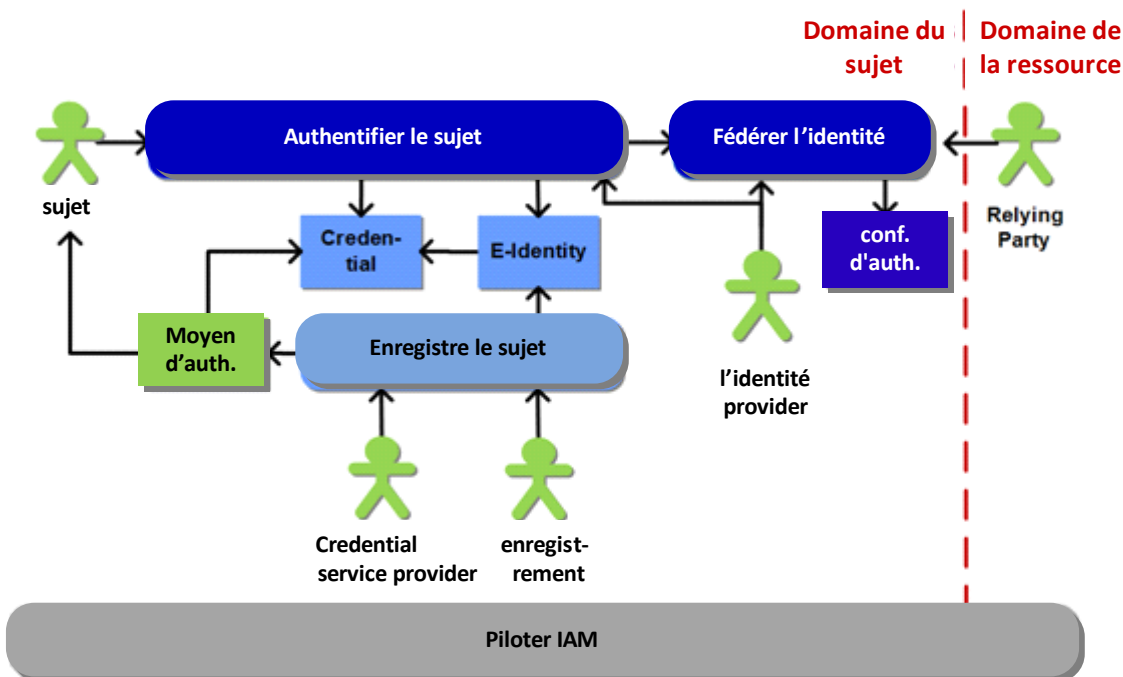 Domaine du
sujet
Domaine de
la ressource
Authentifier le sujet
Fédérer l'identité
sujet
Creden-
tial
E-Identity
conf.
d'auth.
Relying
Party
Moyen
d'auth.
Enregistre le sujet
l'identité
provider
Credential
service provider
enregist-
rement
Piloter IAM